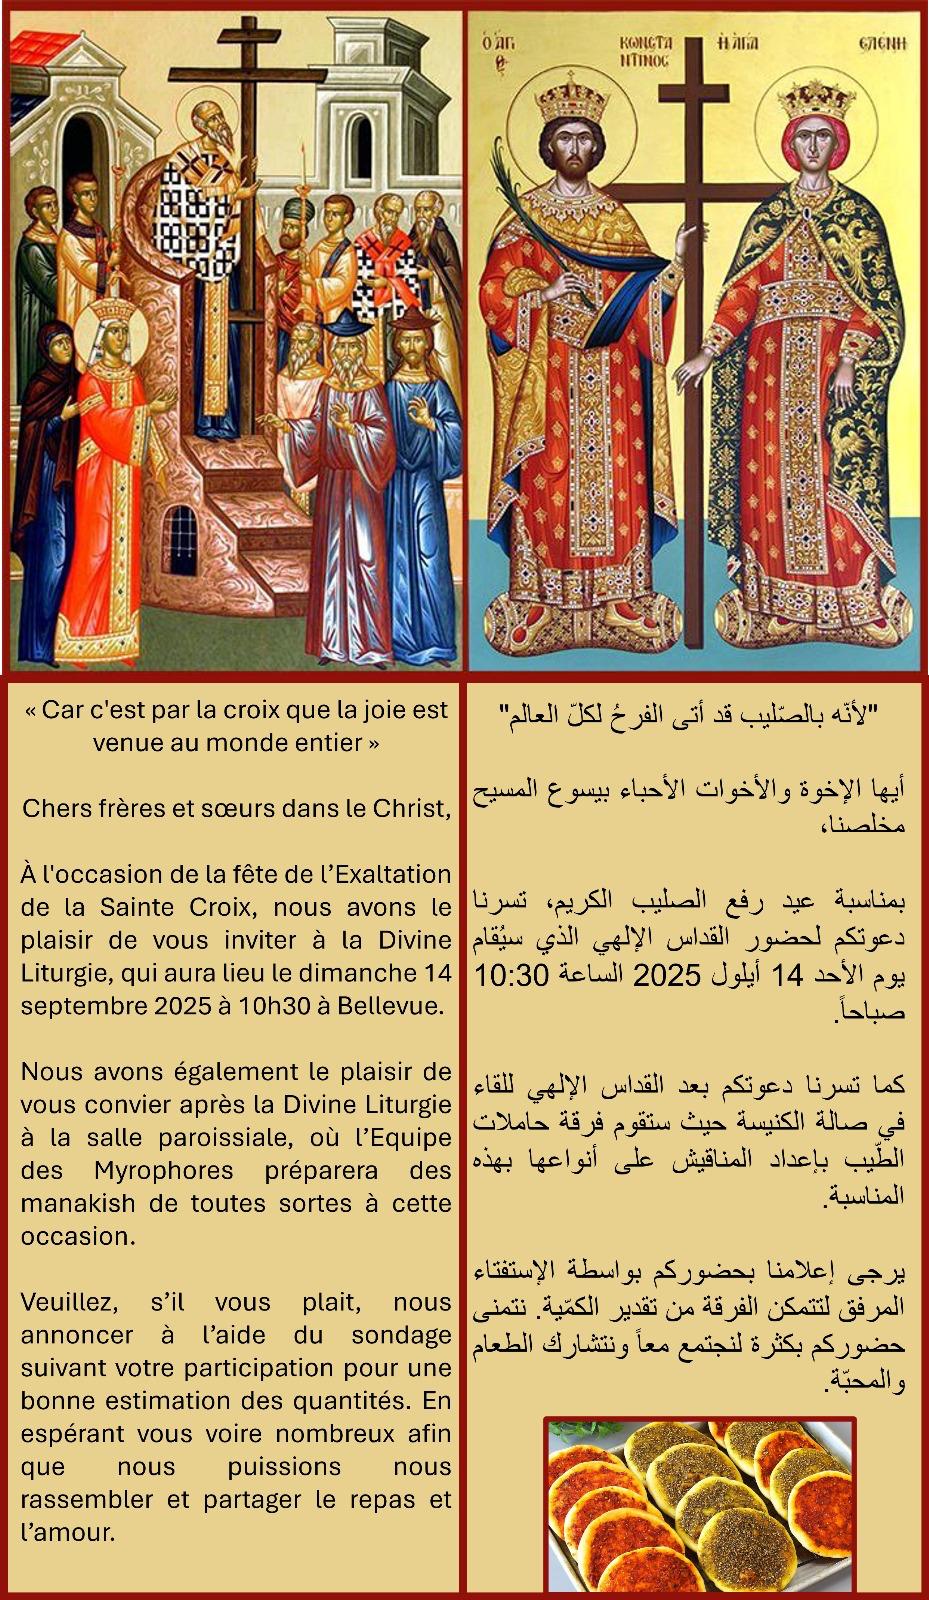 ὁ ἅγι
ος
ΚΩΝϹΤΑ
ΝΤΙΝΟϹ
Ἡ ἉΓΙΑ
ЄΛЄΝΗ
« Car c'est par la croix que la joie est
venue au monde entier »
Chers frères et sœurs dans le Christ,
À l'occasion de la fête de l’Exaltation
de la Sainte Croix, nous avons le
plaisir de vous inviter à la Divine
Liturgie, qui aura lieu le dimanche 14
septembre 2025 à 10h30 à Bellevue.
Nous avons également le plaisir de
vous convier après la Divine Liturgie
à la salle paroissiale, où l’Equipe
des Myrophores préparera des
manakish de toutes sortes à cette
occasion.
Veuillez, s’il vous plait, nous
annoncer à l’aide du sondage
suivant votre participation pour une
bonne estimation des quantités. En
espérant vous voire nombreux afin
que nous puissions nous
rassembler et partager le repas et
l’amour.
"لأنّه بالصّليب قد أتى الفرحُ لكلّ العالم"
أيها الإخوة والأخوات الأحباء بيسوع المسيح
مخلصنا،
بمناسبة عيد رفع الصليب الكريم، تسرنا
دعوتكم لحضور القداس الإلهي الذي سيُقام
يوم الأحد 14 أيلول 2025 الساعة 10:30
صباحاً.
كما تسرنا دعوتكم بعد القداس الإلهي للقاء
في صالة الكنيسة حيث ستقوم فرقة حاملات
الطّيب بإعداد المناقيش على أنواعها بهذه
المناسبة.
يرجى إعلامنا بحضوركم بواسطة الإستفتاء
المرفق لتتمكن الفرقة من تقدير الكمّية. نتمنى
حضوركم بكثرة لنجتمع معاً ونتشارك الطعام
والمحبّة.